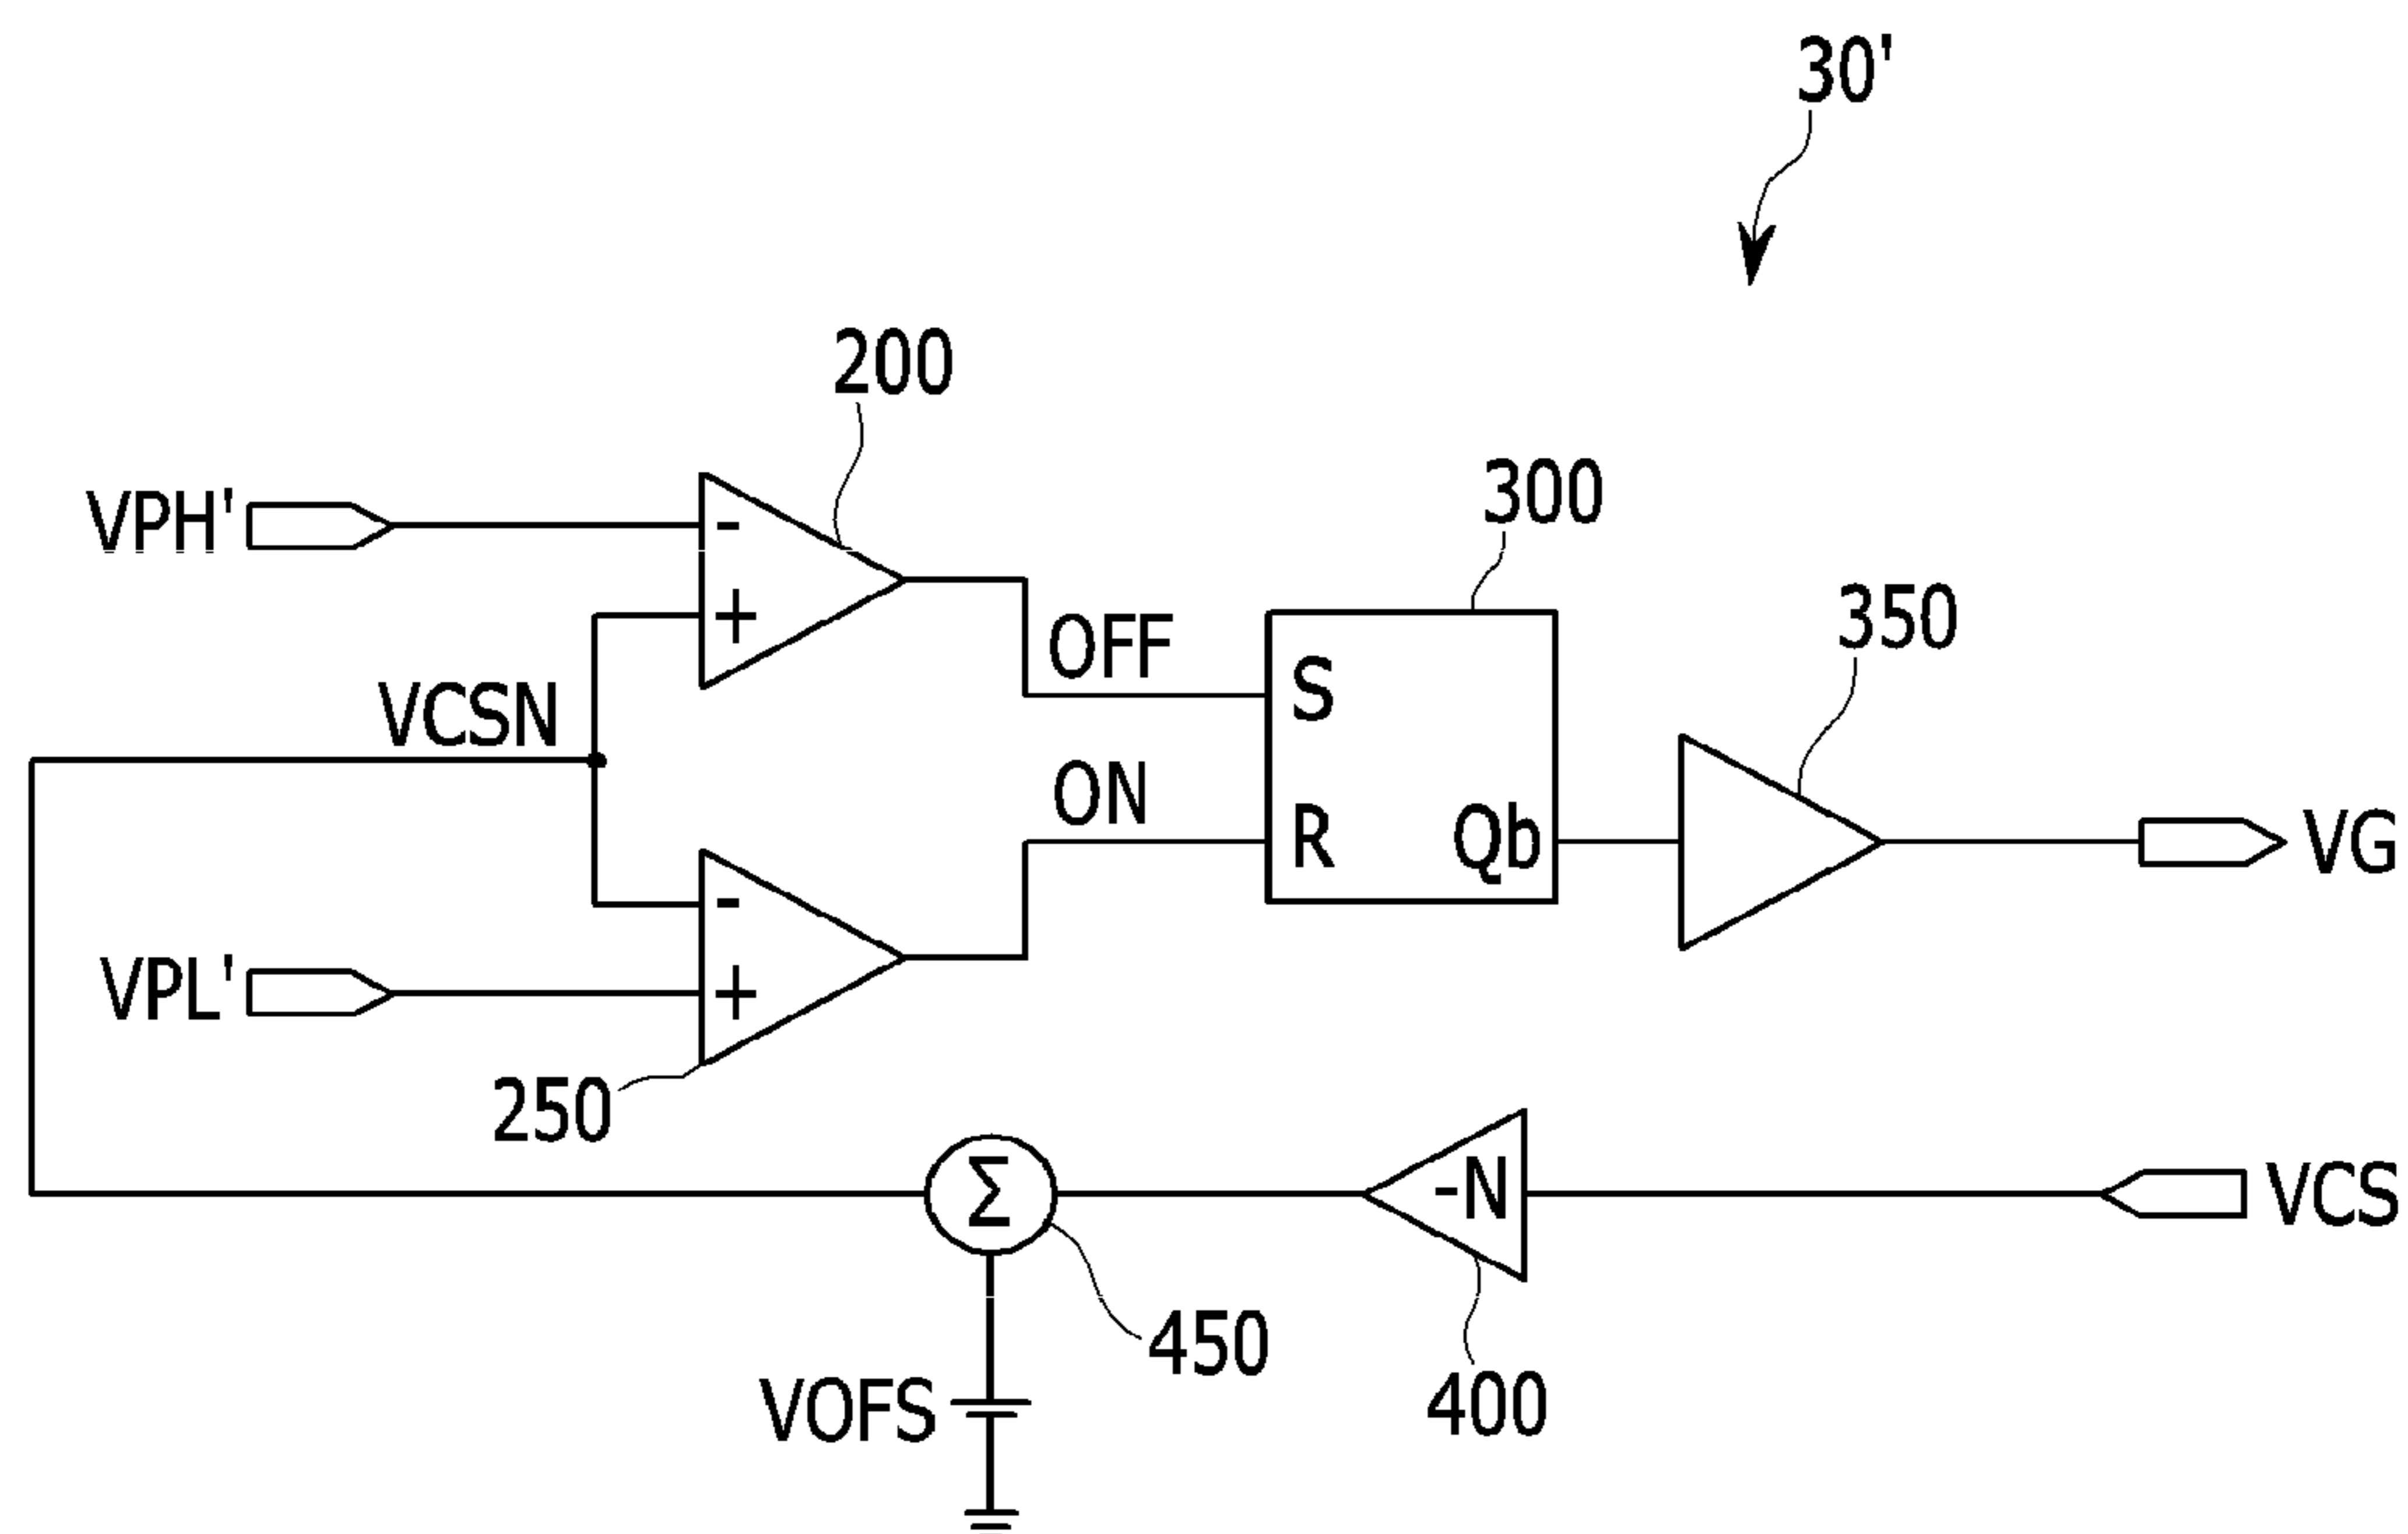 30'
200
VPH'
-
+
300
OFF
S
350
VCSN
ON
R
Qb
VG
-
+
VPL'
250
Σ
-N
VCS
450
VOFS
400